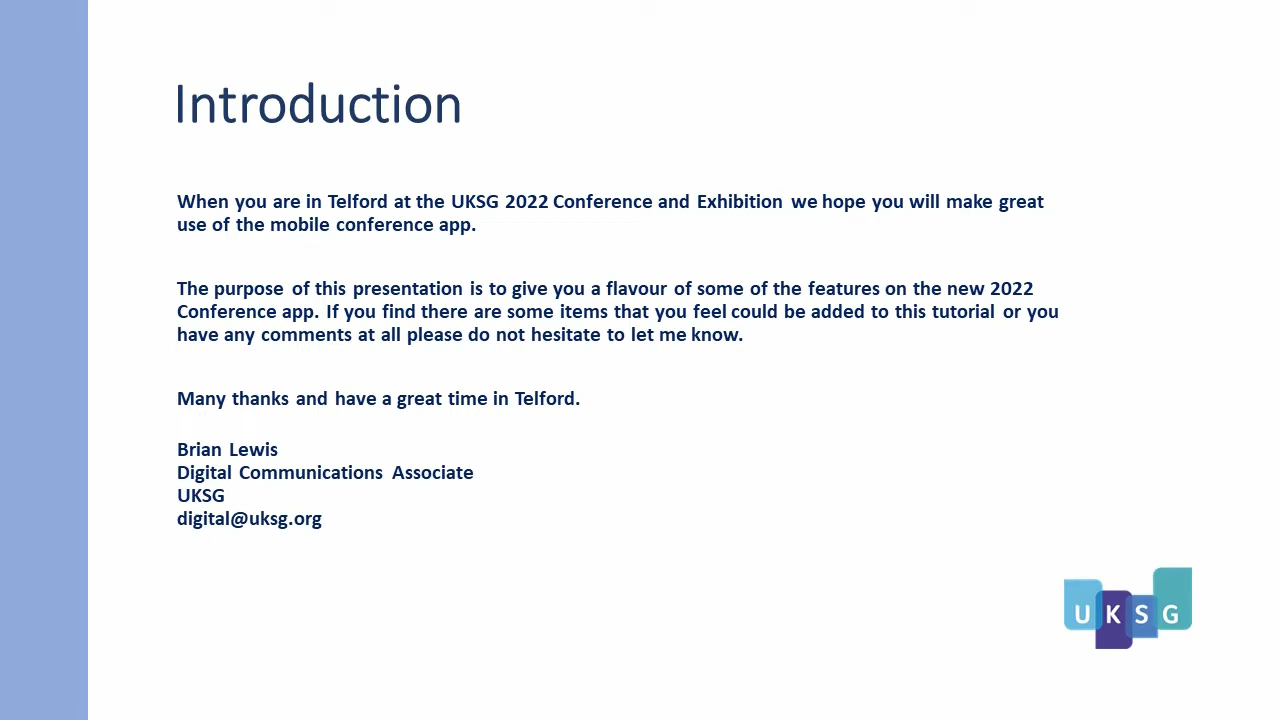 Introduction
When you are in Telford at the UKSG 2022 Conference and Exhibition we hope you will make great
use of the mobile conference app.
The purpose of this presentation is to give you a flavour of some of the features on the new 2022
Conference app. If you find there are some items that you feel could be added to this tutorial or you
have any comments at all please do not hesitate to let me know.
Many thanks and have a great time in Telford.
Brian Lewis
Digital Communications Associate
UKSG
digital@uksg.org
UKSG